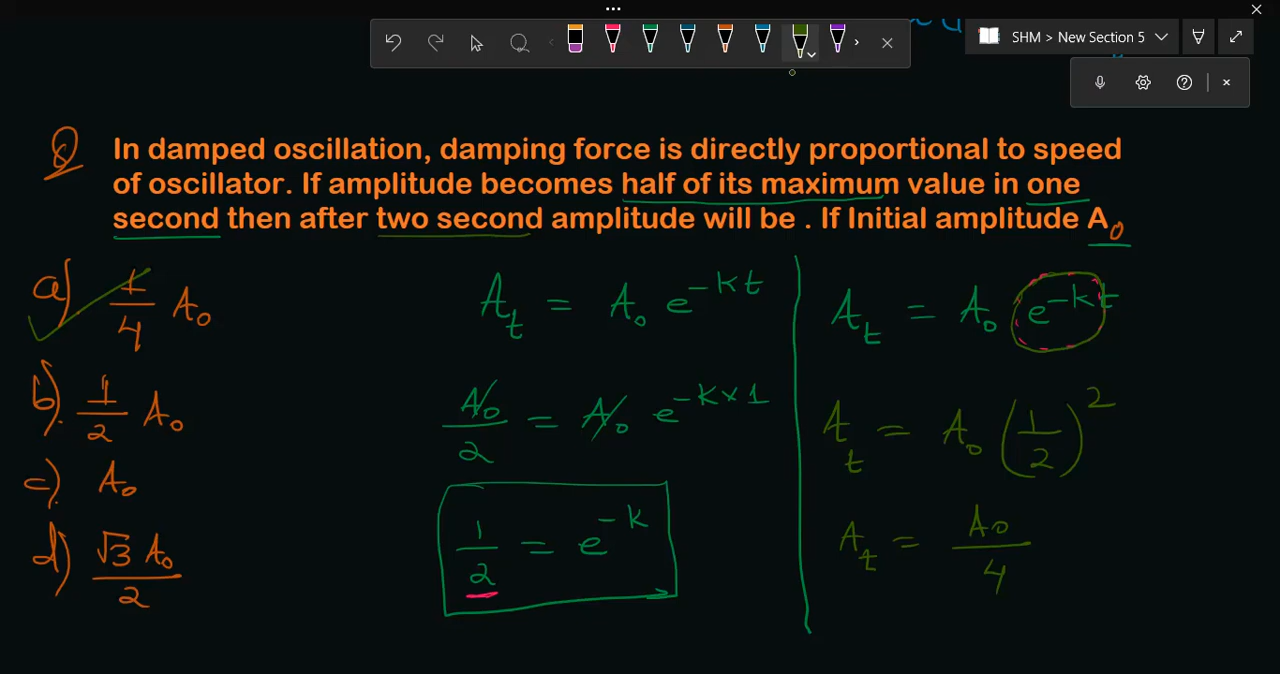 SHM > New Section 5
Q In damped oscillation, damping force is directly proportional to speed
of oscillator. If amplitude becomes half of its maximum value in one
second then after two second amplitude will be . If Initial amplitude A₀
a) 1/4 A₀
b). 1/2 A₀
c). A₀
d) √3 A₀/2
Aₜ = A₀ e^(-kt)
A₀/2 = A₀ e^(-k×1)
1/2 = e^(-k)
Aₜ = A₀ e^(-kt)
Aₜ = A₀ (1/2)²
Aₜ = A₀/4